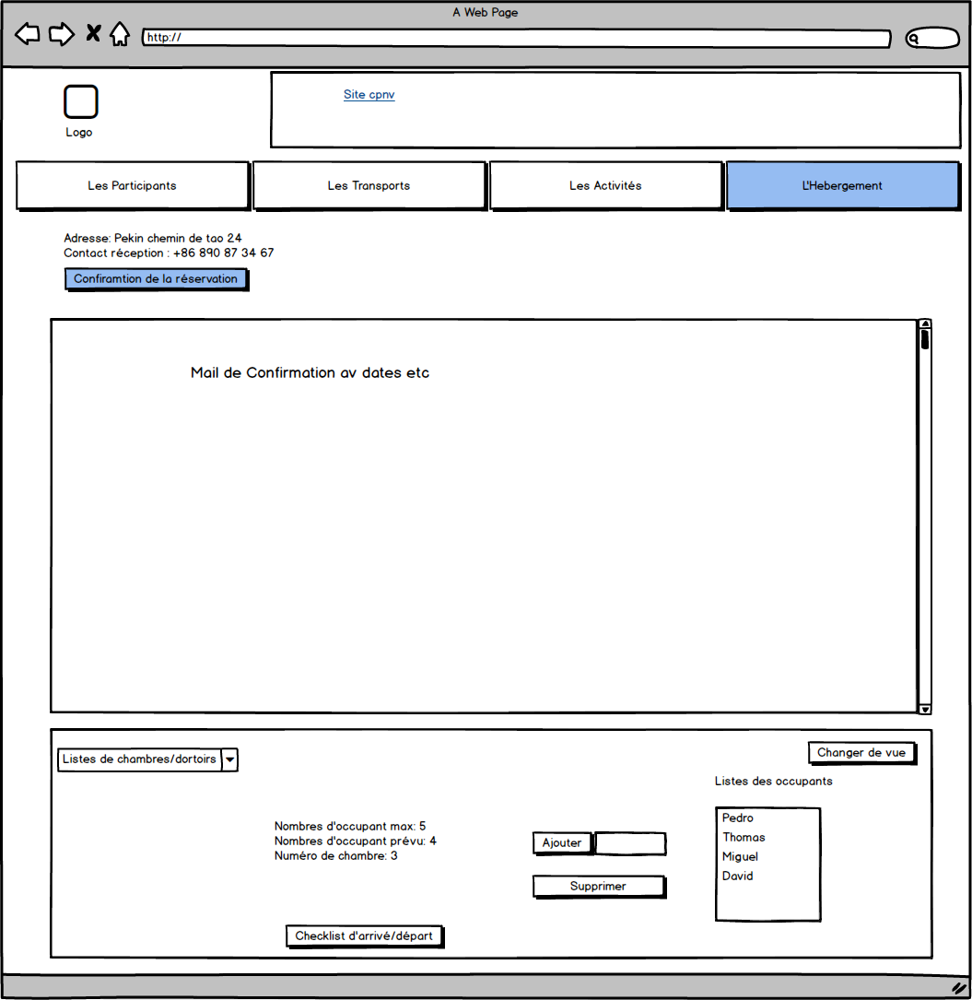 A Web Page
http://
Site cpnv
Logo
Les Participants
Les Transports
Les Activités
L'Hebergement
Adresse: Pekin chemin de tao 24
Contact réception : +86 890 87 34 67
Confiramtion de la réservation
Mail de Confirmation av dates etc
Listes de chambres/dortoirs
Changer de vue
Listes des occupants
Pedro
Thomas
Miguel
David
Nombres d'occupant max: 5
Nombres d'occupant prévu: 4
Numéro de chambre: 3
Ajouter
Supprimer
Checklist d'arrivé/départ